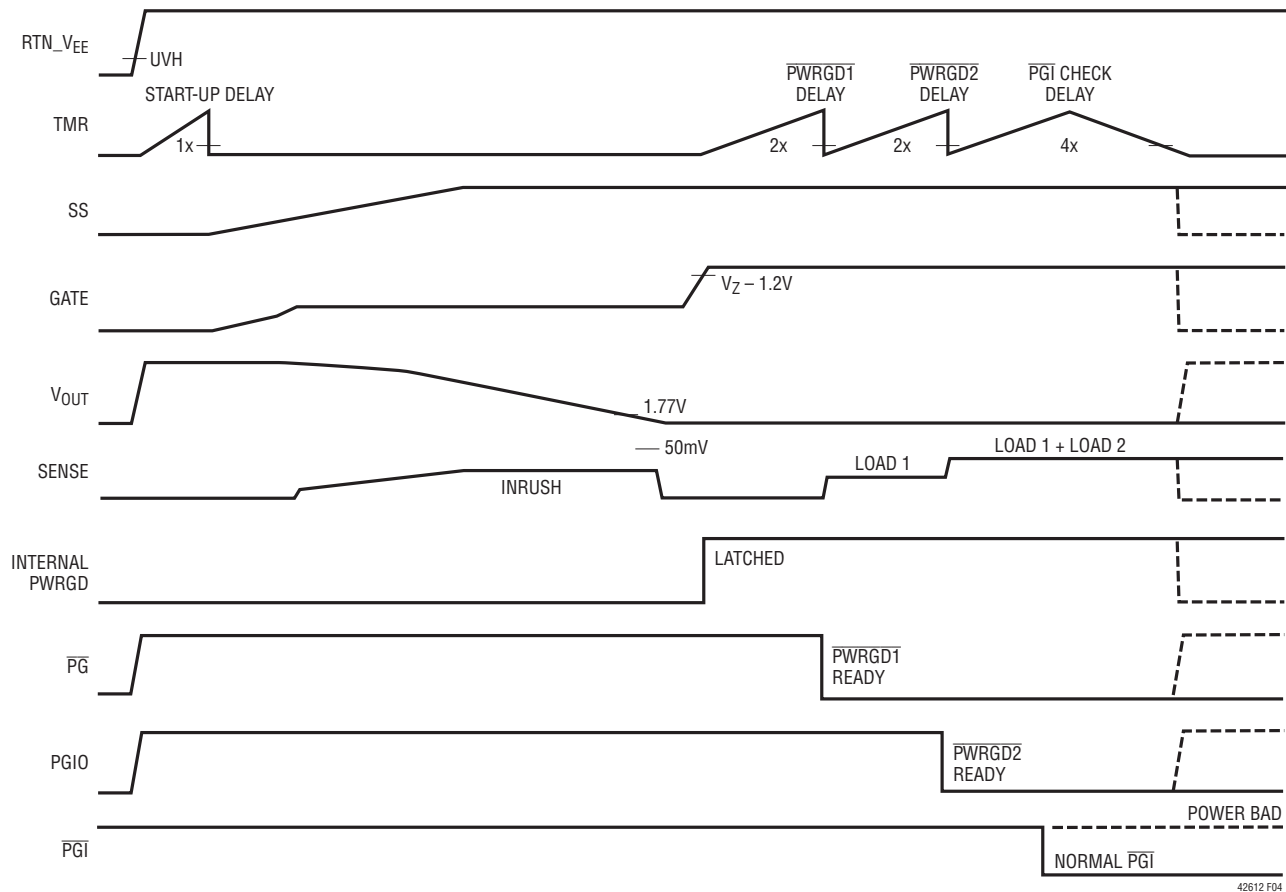 RTN_VEE
UVH
START-UP DELAY
PWRGD1
DELAY
PWRGD2
DELAY
PGI CHECK
DELAY
TMR
1x
2x
2x
4x
SS
GATE
VZ – 1.2V
VOUT
1.77V
50mV
SENSE
INRUSH
LOAD 1
LOAD 1 + LOAD 2
INTERNAL
PWRGD
LATCHED
PG
PWRGD1
READY
PGIO
PWRGD2
READY
POWER BAD
PGI
NORMAL PGI
42612 F04